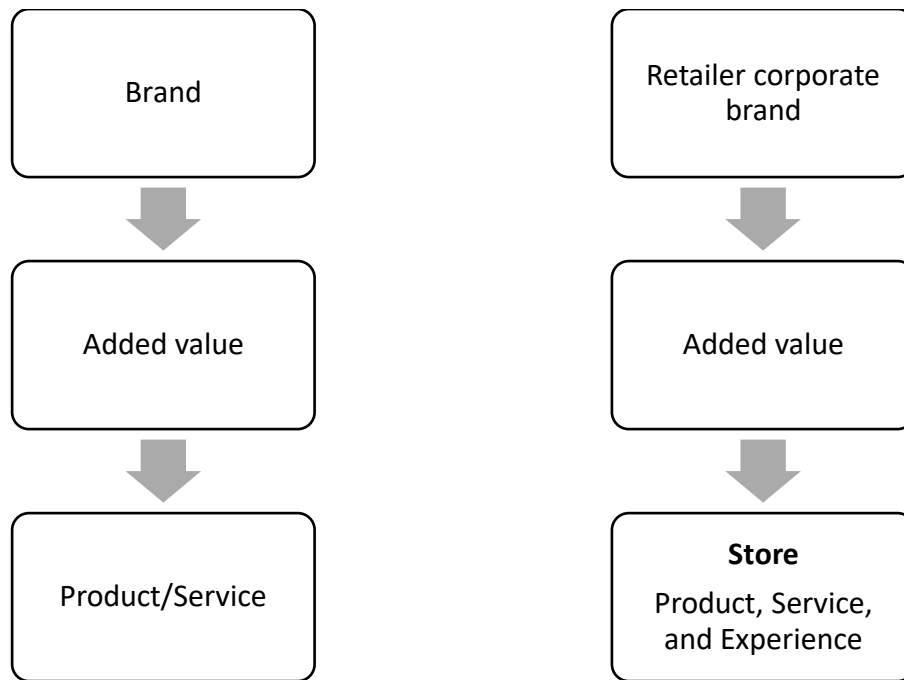 Brand
Added value
Product/Service
Retailer corporate
brand
Added value
Store
Product, Service,
and Experience